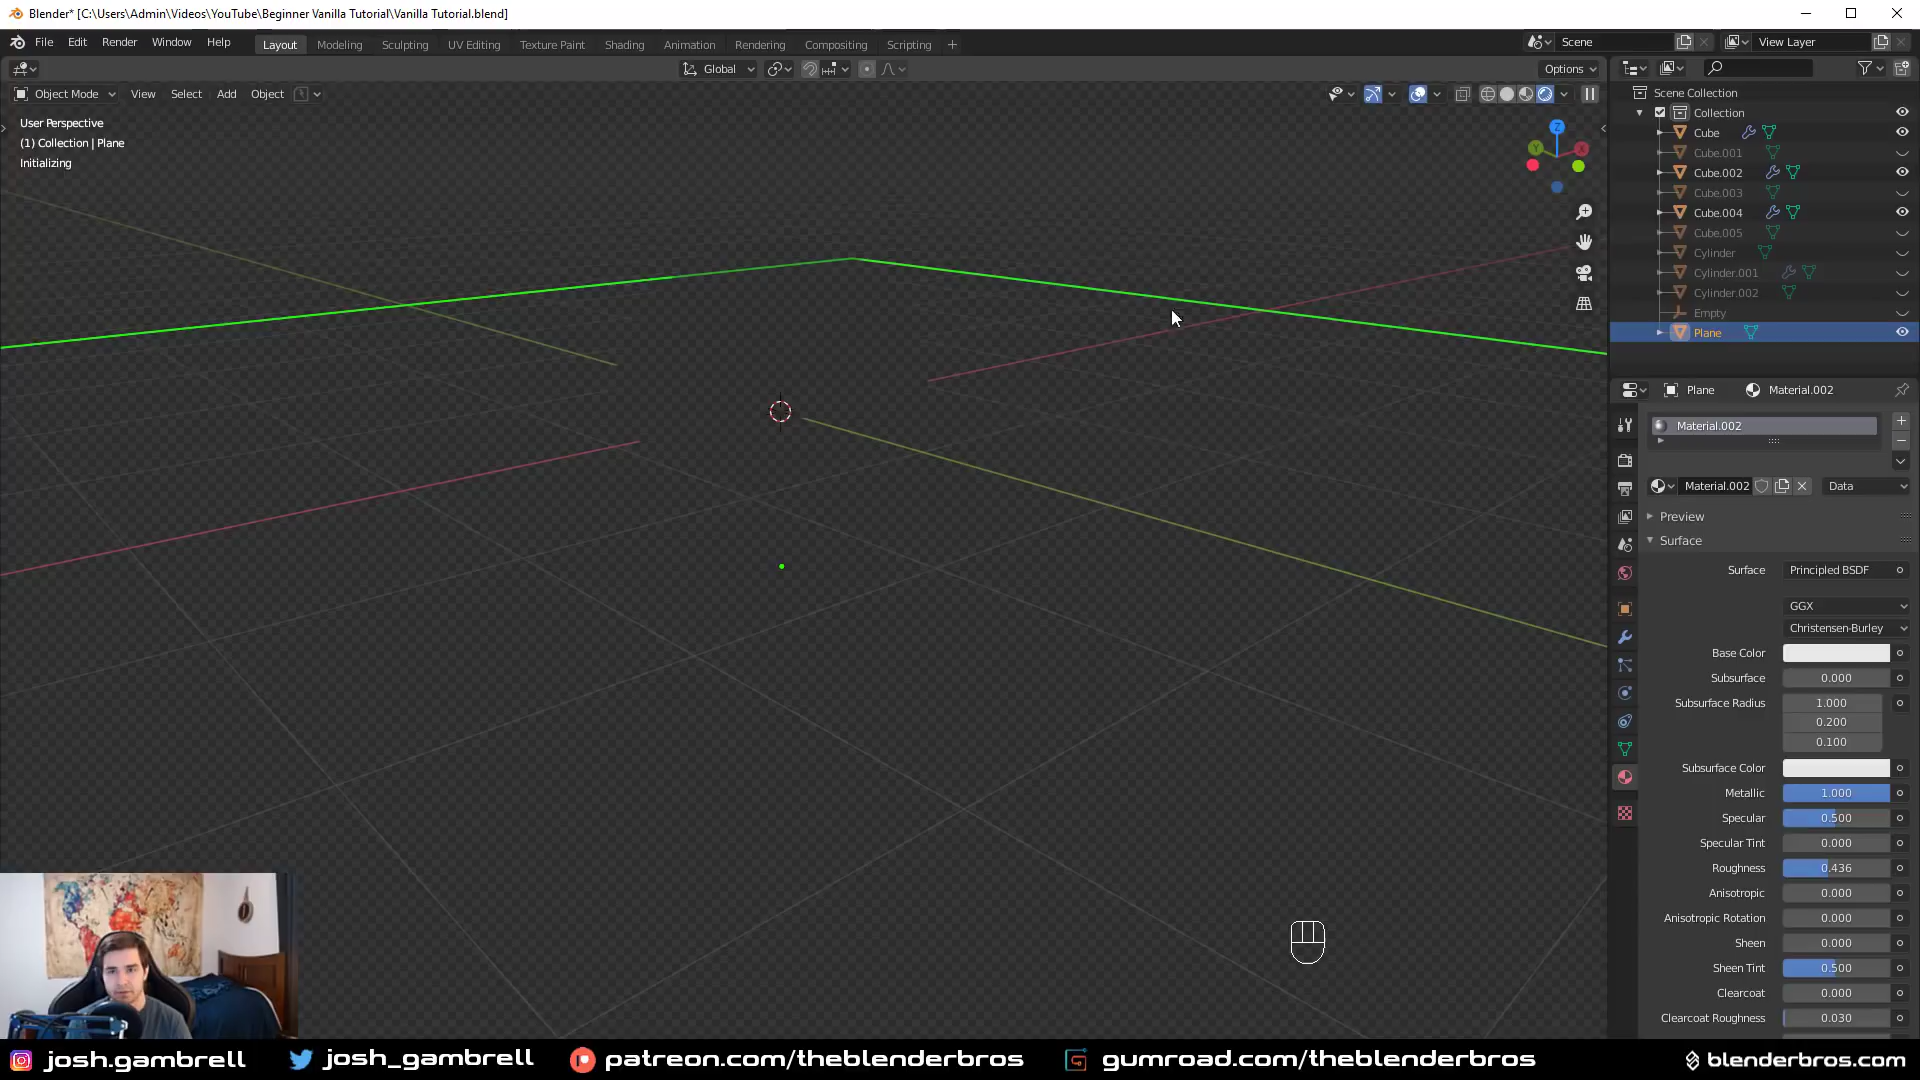 Blender* [C:\Users\Admin\Videos\YouTube\Beginner Vanilla Tutorial\Vanilla Tutorial.blend]
File Edit Render Window Help Layout Modeling Sculpting UV Editing Texture Paint Shading Animation Rendering Compositing Scripting + Scene View Layer
Global Options
Object Mode View Select Add Object
User Perspective
(1) Collection | Plane
Initializing
Z
Y
X
Scene Collection
Collection
Cube
Cube.001
Cube.002
Cube.003
Cube.004
Cube.005
Cylinder
Cylinder.001
Cylinder.002
Empty
Plane
Plane Material.002
Material.002
Material.002 Data
Preview
Surface
Surface Principled BSDF
GGX
Christensen-Burley
Base Color
Subsurface 0.000
Subsurface Radius 1.000
0.200
0.100
Subsurface Color
Metallic 1.000
Specular 0.500
Specular Tint 0.000
Roughness 0.436
Anisotropic 0.000
Anisotropic Rotation 0.000
Sheen 0.000
Sheen Tint 0.500
Clearcoat 0.000
Clearcoat Roughness 0.030
josh.gambrell josh_gambrell patreon.com/theblenderbros gumroad.com/theblenderbros blenderbros.com